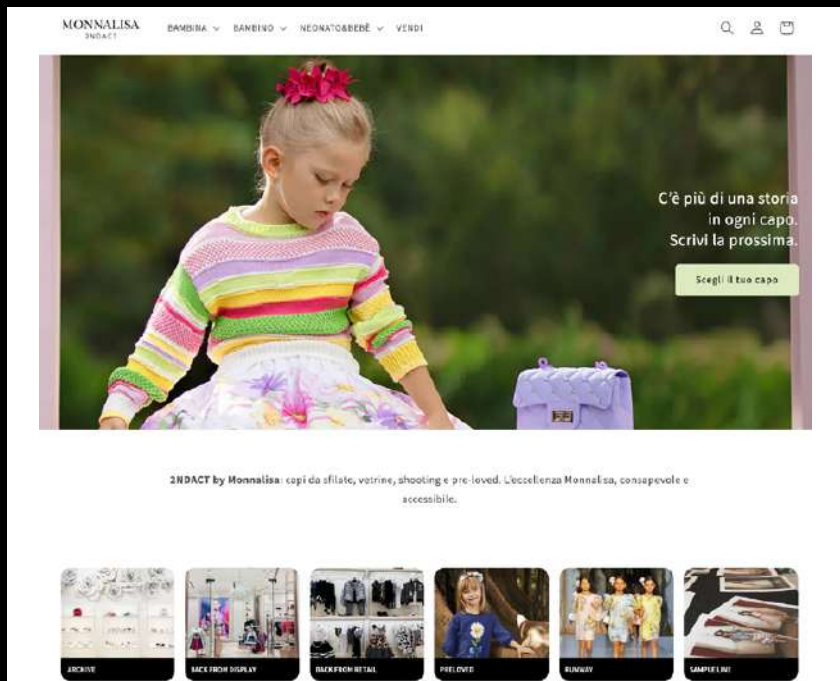 MONNALISA
2NDACT
BAMBINA
BAMBINO
NEONATO&BEBÈ
VENDI
C'è più di una storia
in ogni capo.
Scrivi la prossima.
Scegli il tuo capo
2NDACT by Monnalisa: capi da sfilate, vetrine, shooting e pre-loved. L'eccellenza Monnalisa, consapevole e
accessibile.
ARCHIVE
BACK FROM DISPLAY
BACK FROM RETAIL
PRELOVED
RUNWAY
SAMPLE LINE